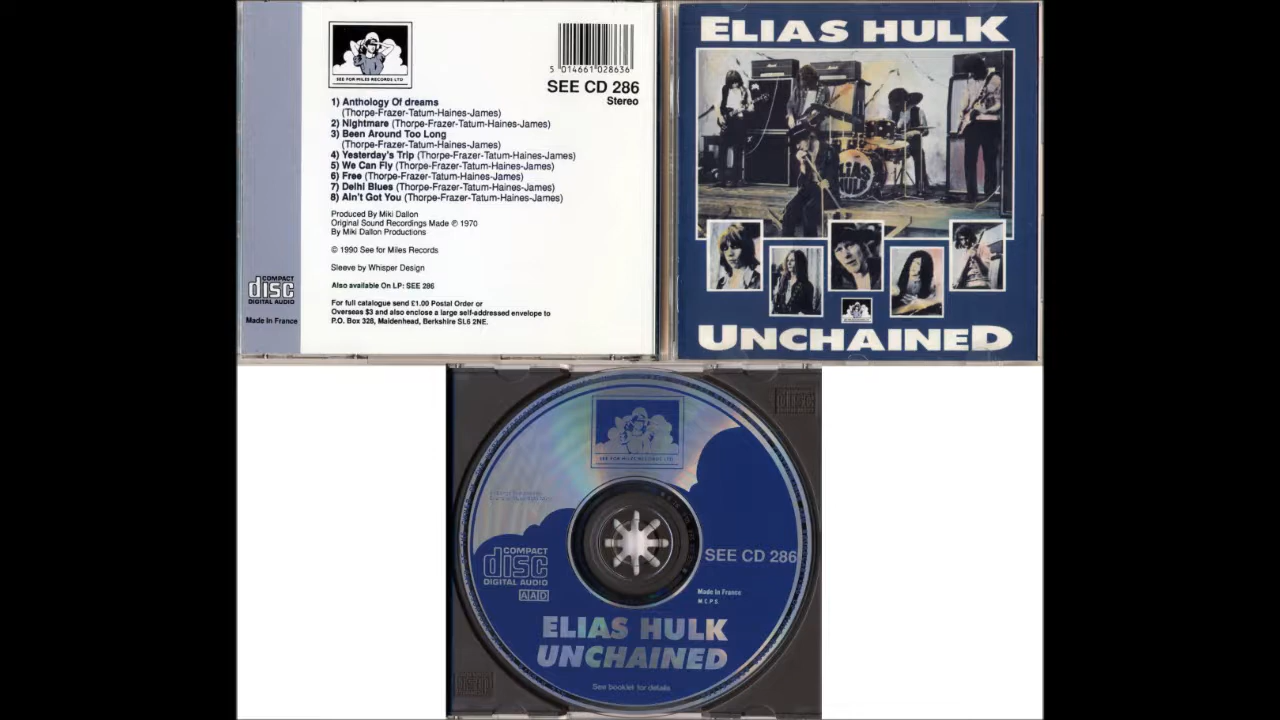 SEE FOR MILES RECORDS LTD
5 014661 028636
SEE CD 286
Stereo
1) Anthology Of dreams
(Thorpe-Frazer-Tatum-Haines-James)
2) Nightmare (Thorpe-Frazer-Tatum-Haines-James)
3) Been Around Too Long
(Thorpe-Frazer-Tatum-Haines-James)
4) Yesterday's Trip (Thorpe-Frazer-Tatum-Haines-James)
5) We Can Fly (Thorpe-Frazer-Tatum-Haines-James)
6) Free (Thorpe-Frazer-Tatum-Haines-James)
7) Delhi Blues (Thorpe-Frazer-Tatum-Haines-James)
8) Ain't Got You (Thorpe-Frazer-Tatum-Haines-James)
Produced By Miki Dallon
Original Sound Recordings Made ℗ 1970
By Miki Dallon Productions
© 1990 See for Miles Records
Sleeve by Whisper Design
Also available On LP: SEE 286
For full catalogue send £1.00 Postal Order or
Overseas $3 and also enclose a large self-addressed envelope to
P.O. Box 328, Maidenhead, Berkshire SL6 2NE.
COMPACT
disc
DIGITAL AUDIO
Made In France
ELIAS HULK
ELIAS
HULK
UNCHAINED
SEE FOR MILES RECORDS LTD
SEE CD 286
COMPACT
disc
DIGITAL AUDIO
AAD
Made in France
M.C.P.S.
ELIAS HULK
UNCHAINED
See booklet for details